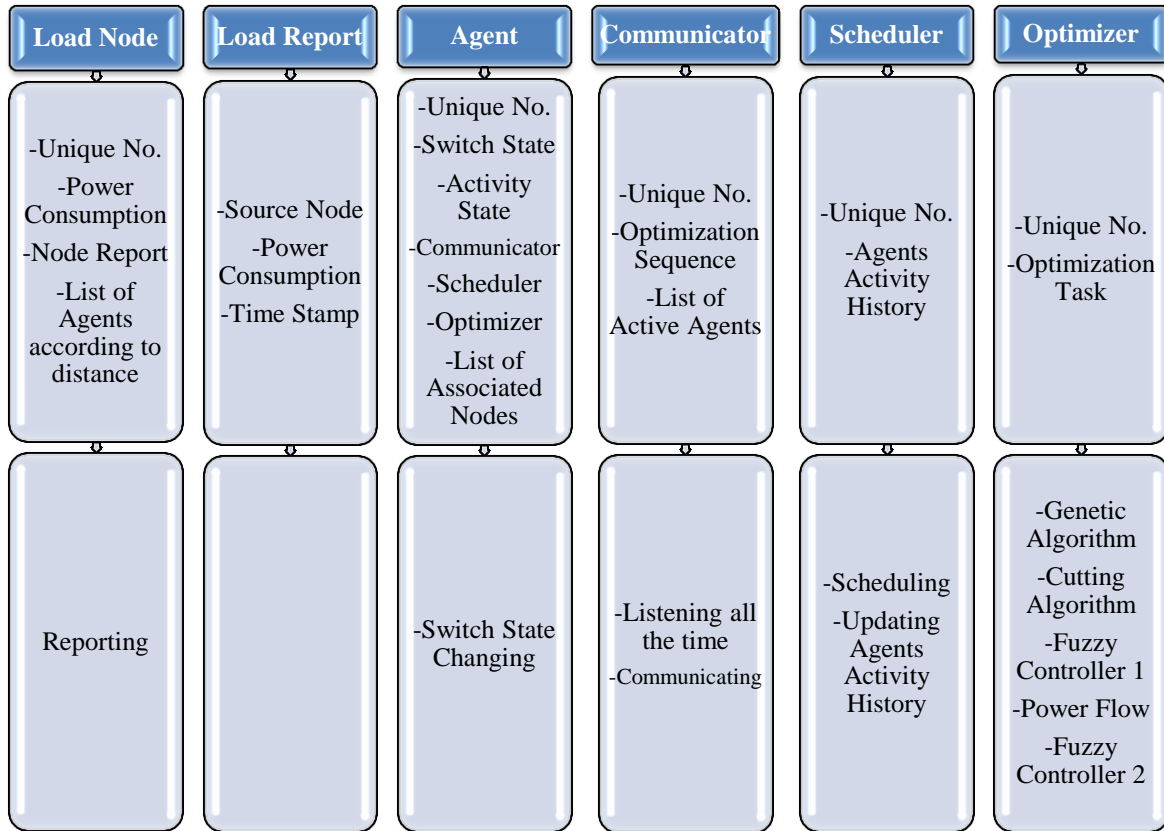 Load Node
Load Report
Agent
Communicator
Scheduler
Optimizer
-Unique No.
-Power
Consumption
-Node Report
-List of
Agents
according to
distance
-Source Node
-Power
Consumption
-Time Stamp
-Unique No.
-Switch State
-Activity
State
-Communicator
-Scheduler
-Optimizer
-List of
Associated
Nodes
-Unique No.
-Optimization
Sequence
-List of
Active Agents
-Unique No.
-Agents
Activity
History
-Unique No.
-Optimization
Task
Reporting
-Switch State
Changing
-Listening all
the time
-Communicating
-Scheduling
-Updating
Agents
Activity
History
-Genetic
Algorithm
-Cutting
Algorithm
-Fuzzy
Controller 1
-Power Flow
-Fuzzy
Controller 2